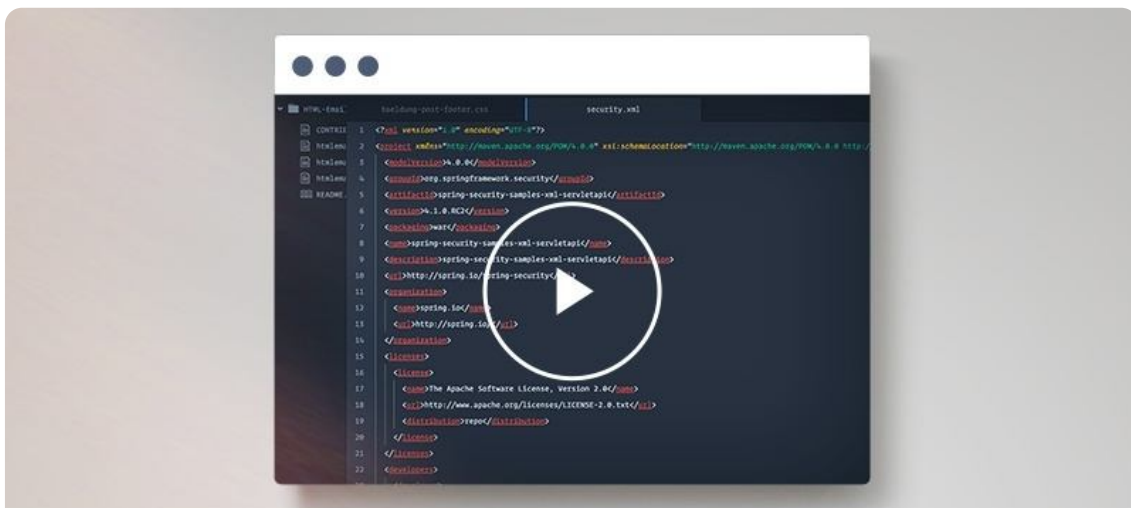 HTML-Emai
baeldung-post-footer.css
security.xml
CONTRIB
htmlema
htmlema
htmlema
README.
1 <?xml version="1.0" encoding="UTF-8"?>
2 <project xmlns="http://maven.apache.org/POM/4.0.0" xsi:schemaLocation="http://maven.apache.org/POM/4.0.0 http:/
3 <modelVersion>4.0.0</modelVersion>
4 <groupId>org.springframework.security</groupId>
5 <artifactId>spring-security-samples-xml-servletapi</artifactId>
6 <version>4.1.0.RC2</version>
7 <packaging>war</packaging>
8 <name>spring-security-samples-xml-servletapi</name>
9 <description>spring-security-samples-xml-servletapi</description>
10 <url>http://spring.io/spring-security</url>
11 <organization>
12 <name>spring.io</name>
13 <url>http://spring.io/</url>
14 </organization>
15 <licenses>
16 <license>
17 <name>The Apache Software License, Version 2.0</name>
18 <url>http://www.apache.org/licenses/LICENSE-2.0.txt</url>
19 <distribution>repo</distribution>
20 </license>
21 </licenses>
22 <developers>